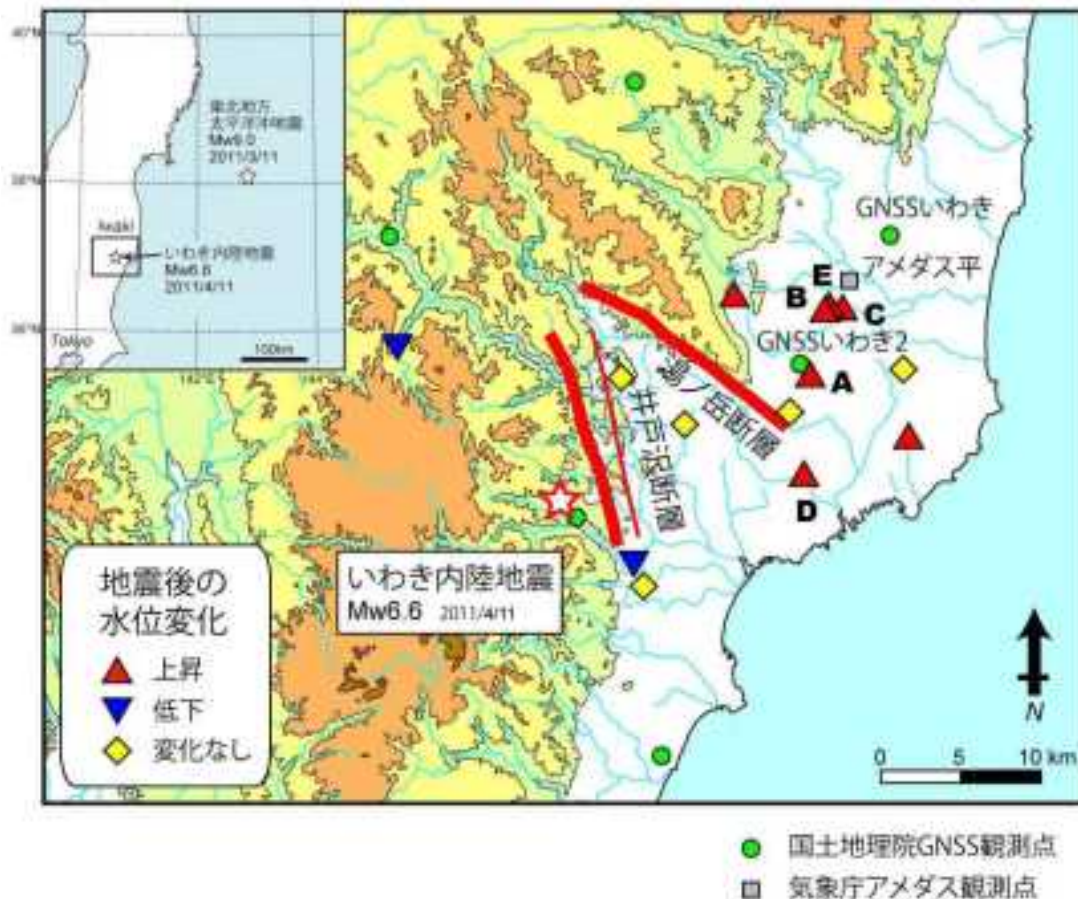 40°N
東北地方
太平洋沖地震
Mw9.0
2011/3/11
38°N
Iwaki
いわき内陸地震
Mw6.6
2011/4/11
36°N
Tokyo
100km
142°E
144°E
GNSSいわき
アメダス平
E
B
C
GNSSいわき2
A
湯ノ岳断層
井戸沢断層
D
いわき内陸地震
Mw6.6 2011/4/11
地震後の
水位変化
上昇
低下
変化なし
N
0 5 10 km
国土地理院GNSS観測点
気象庁アメダス観測点